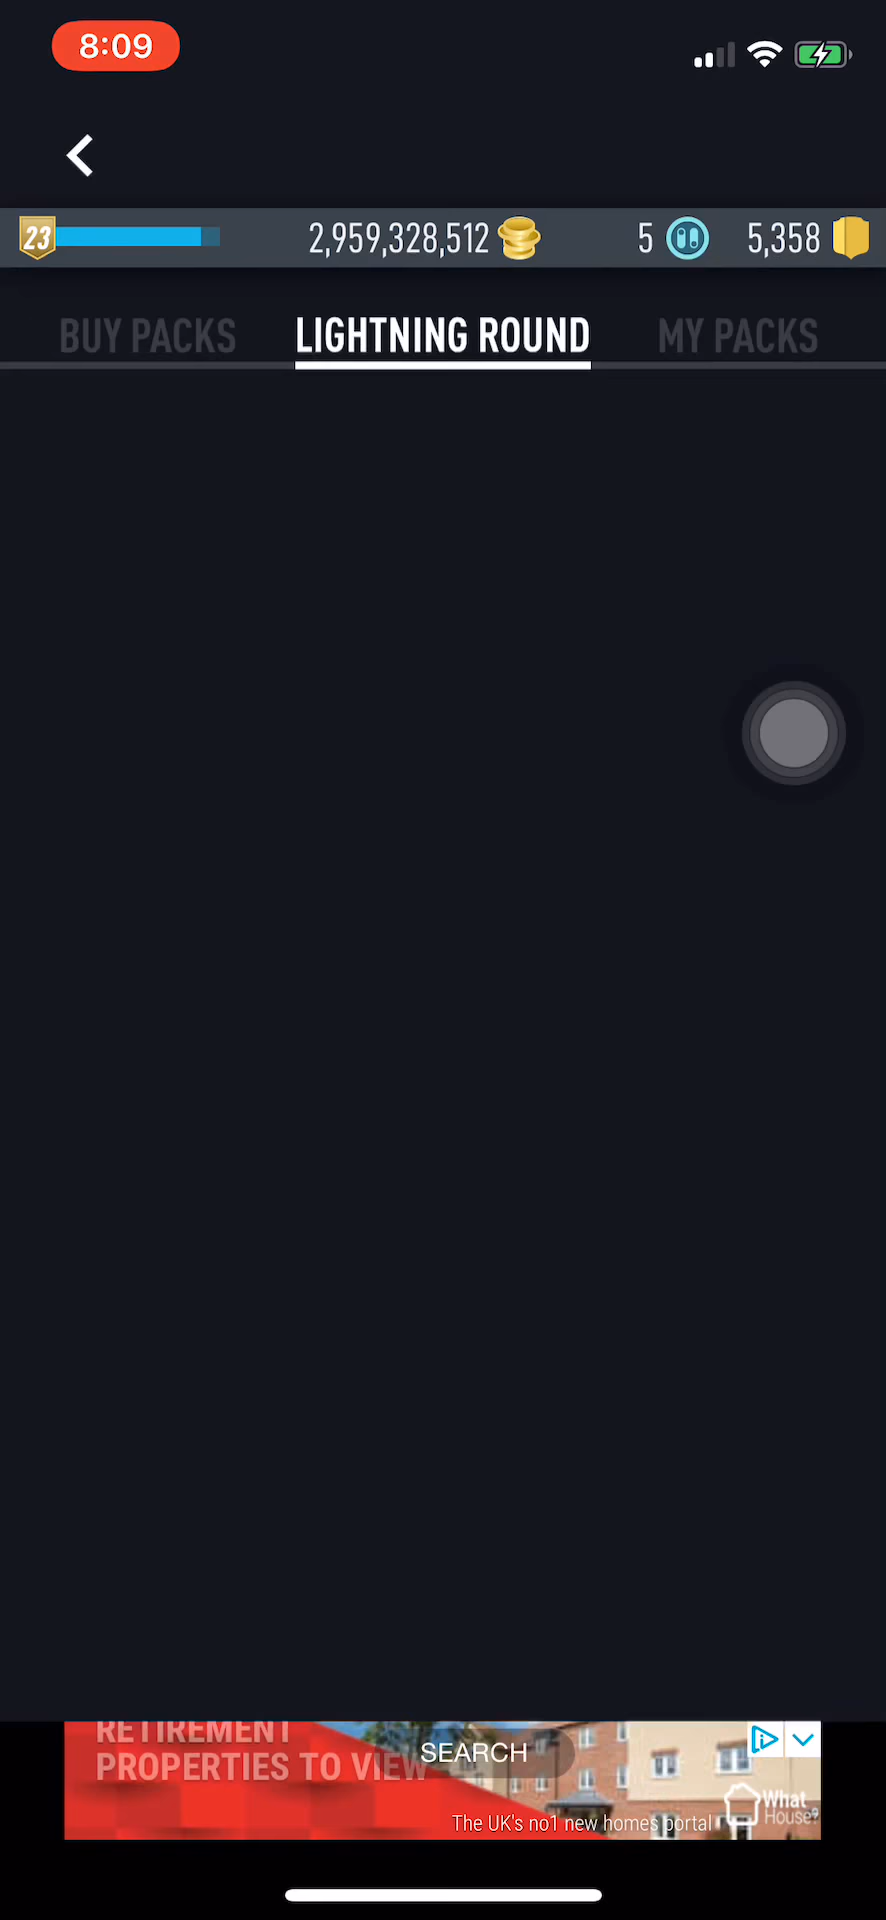 8:09
23
2,959,328,512
5
5,358
BUY PACKS
LIGHTNING ROUND
MY PACKS
RETIREMENT
PROPERTIES TO VIEW
SEARCH
The UK's no1 new homes portal
What
House?